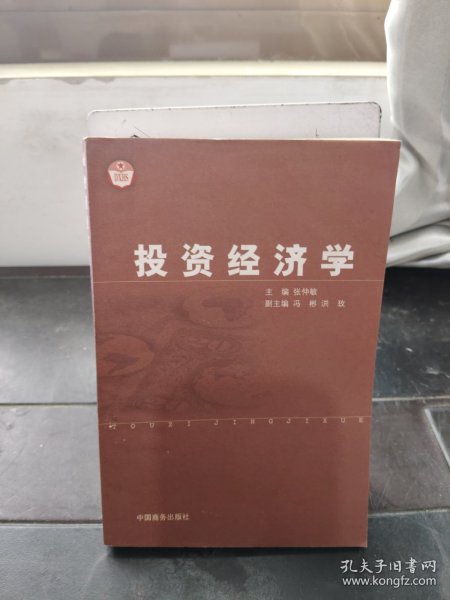 DXHS
投资经济学
主 编 张仲敏
副主编 冯 彬 洪 玫
TOUZI JINGJIXUE
中国商务出版社
孔夫子旧书网
www.kongfz.com